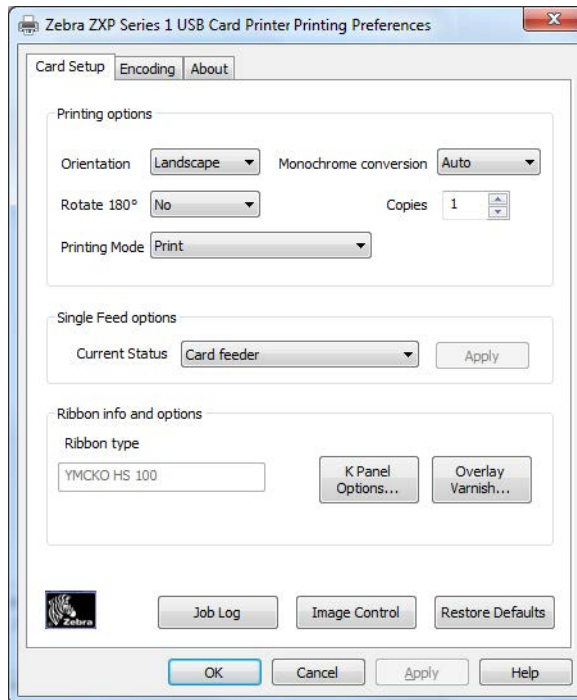 Zebra ZXP Series 1 USB Card Printer Printing Preferences
Card Setup Encoding About
Printing options
Orientation Landscape Monochrome conversion Auto
Rotate 180° No Copies 1
Printing Mode Print
Single Feed options
Current Status Card feeder Apply
Ribbon info and options
Ribbon type
YMCKO HS 100
K Panel
Options...
Overlay
Varnish...
Zebra
Job Log Image Control Restore Defaults
OK Cancel Apply Help